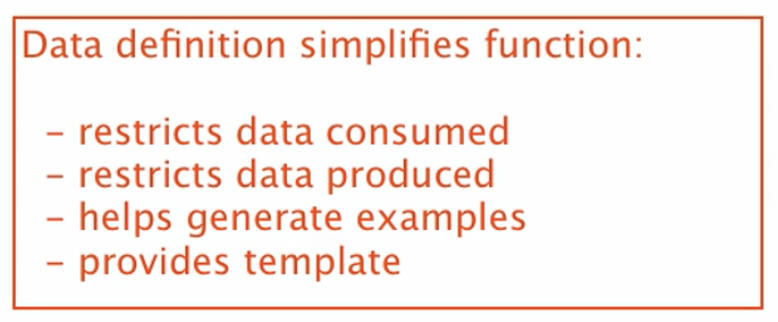 Data definition simplifies function:
– restricts data consumed
– restricts data produced
– helps generate examples
– provides template